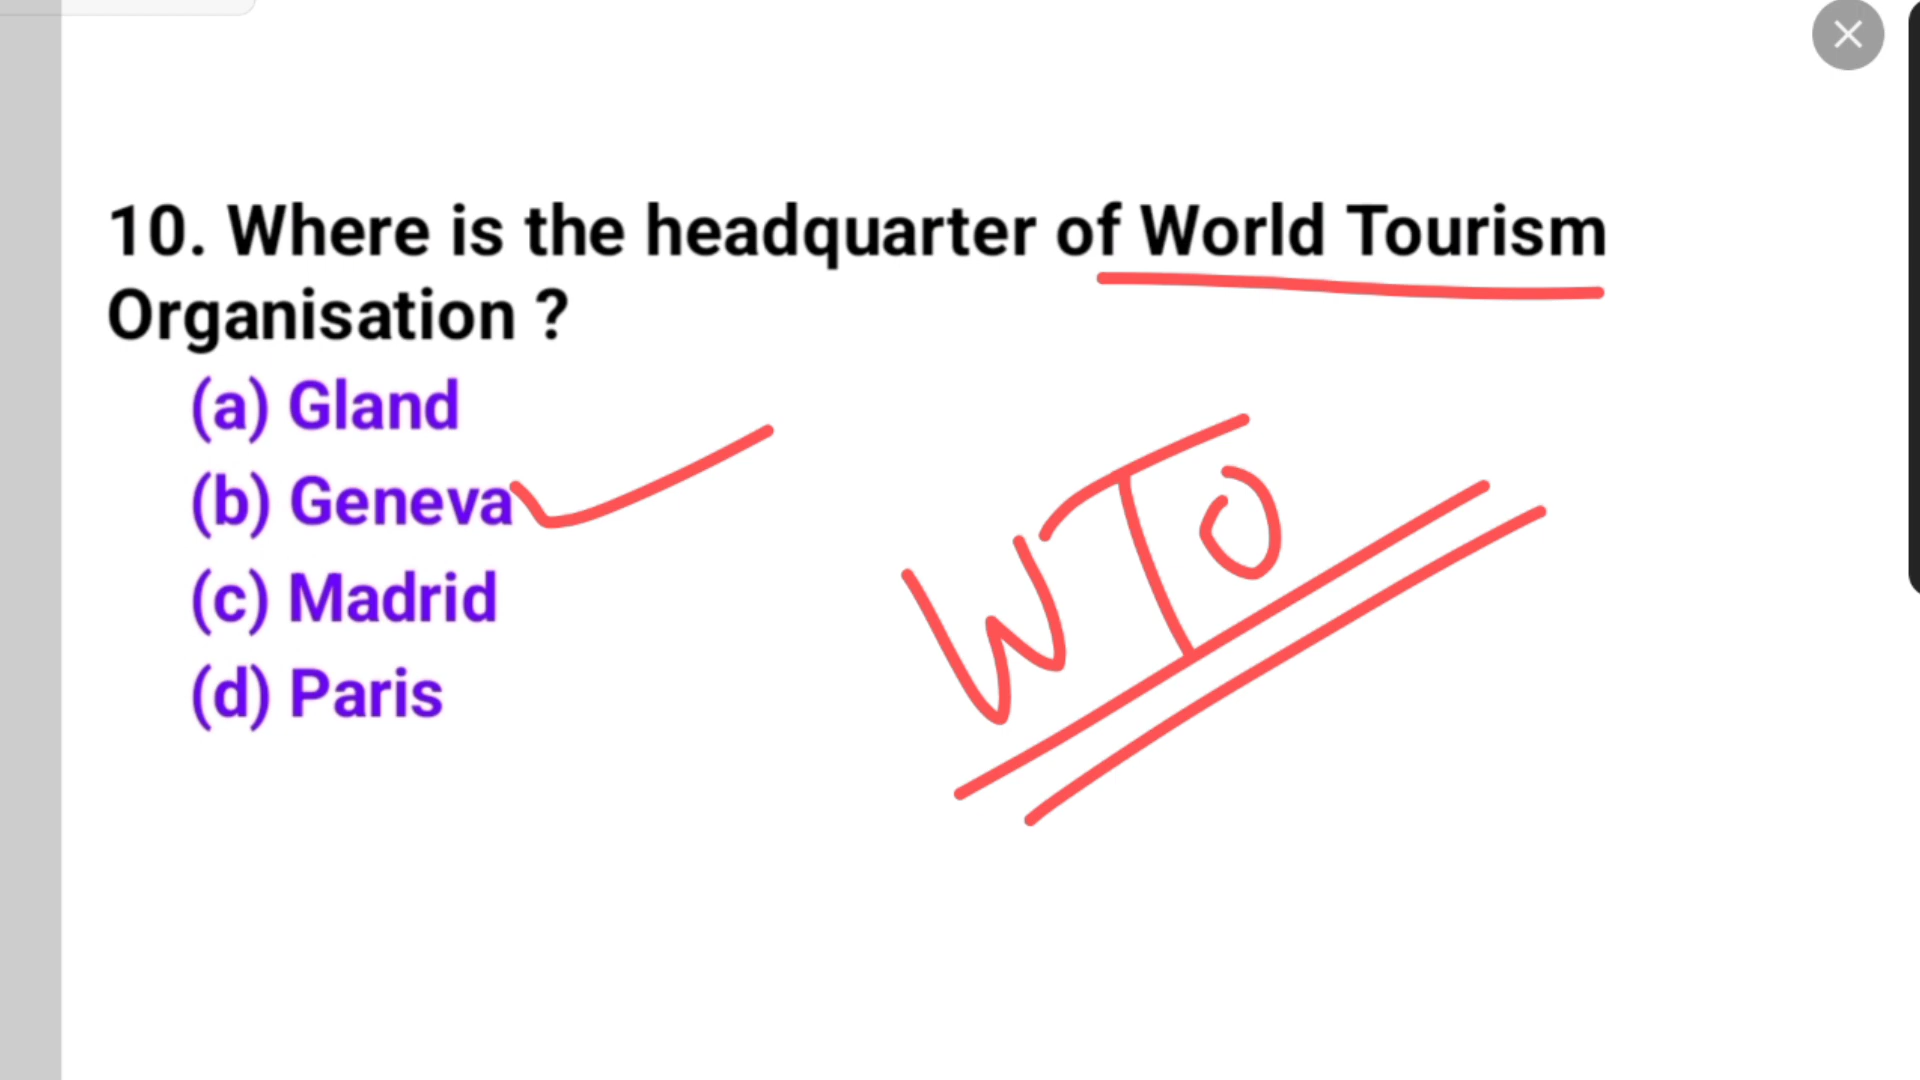 10. Where is the headquarter of World Tourism
Organisation ?
(a) Gland
(b) Geneva
(c) Madrid
(d) Paris
WTO